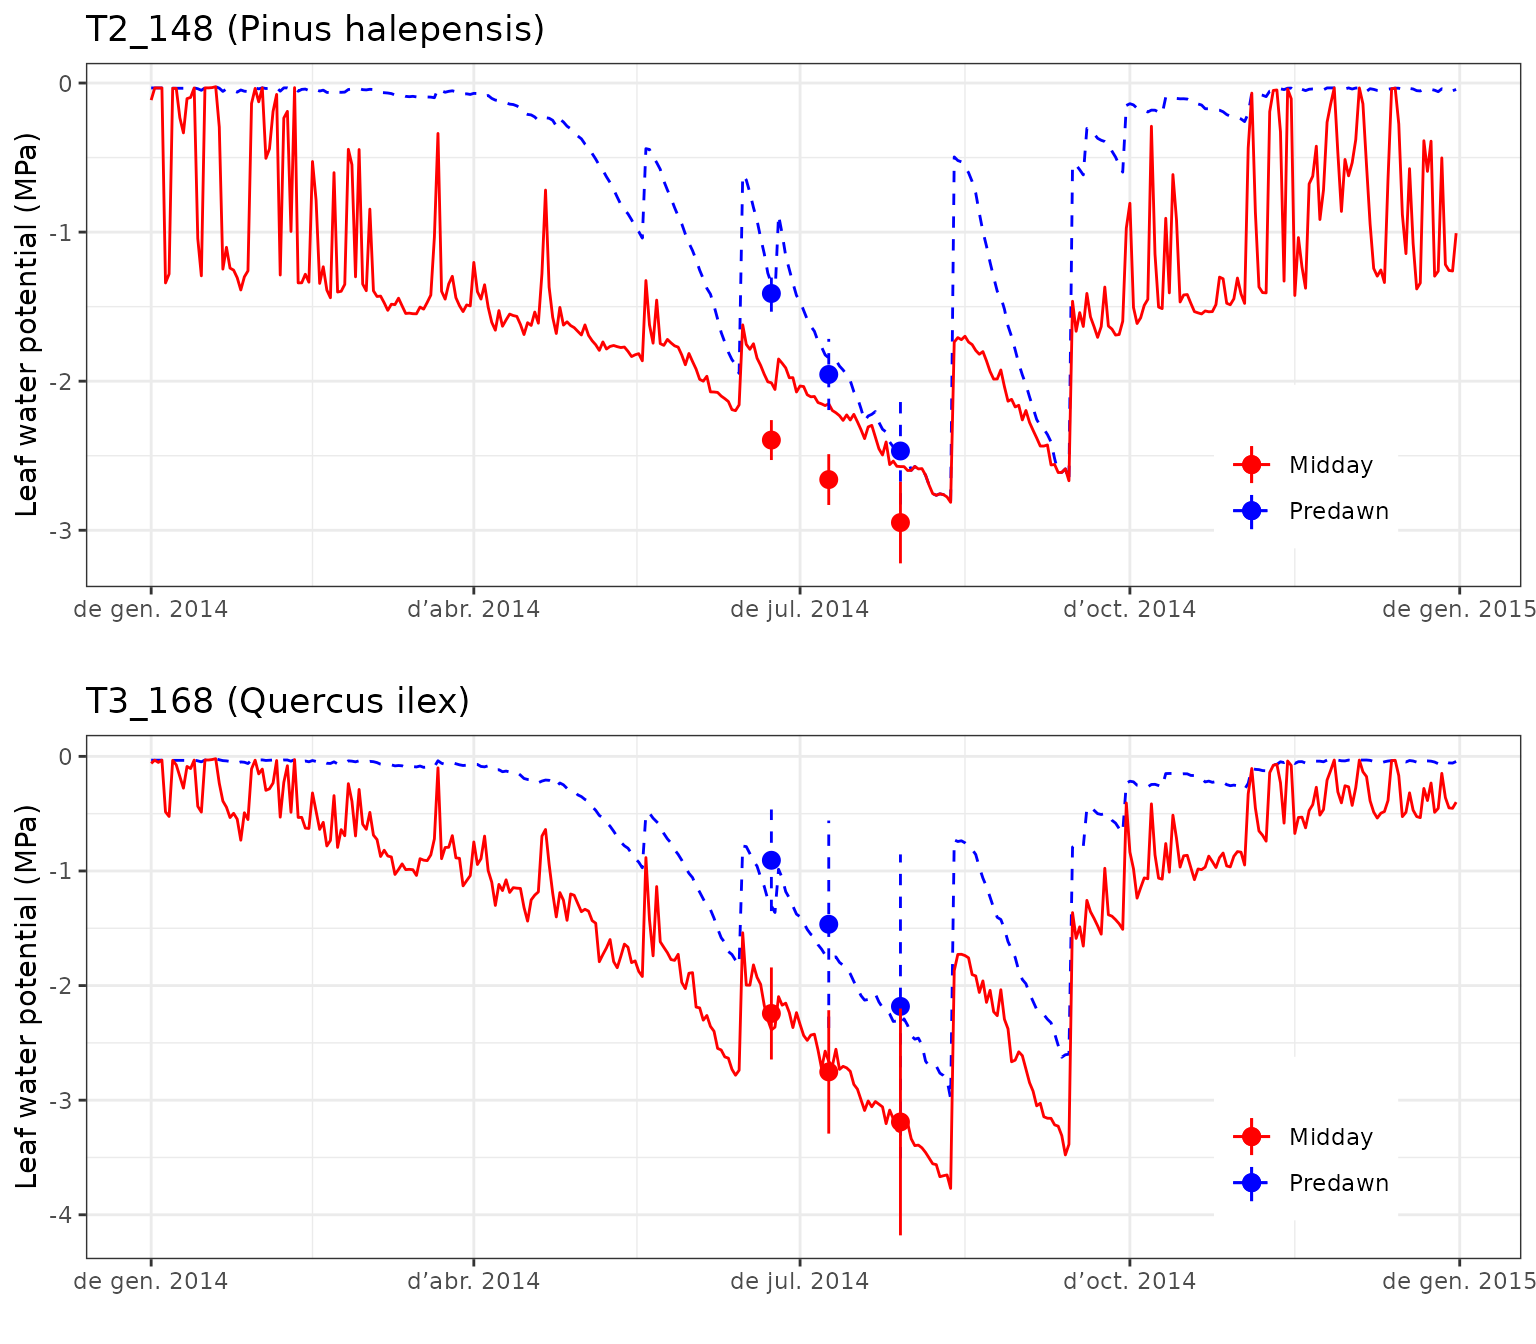 T2_148 (Pinus halepensis)
Leaf water potential (MPa)
0
-1
-2
-3
Midday
Predawn
de gen. 2014 d’abr. 2014 de jul. 2014 d’oct. 2014 de gen. 2015
T3_168 (Quercus ilex)
Leaf water potential (MPa)
0
-1
-2
-3
-4
Midday
Predawn
de gen. 2014 d’abr. 2014 de jul. 2014 d’oct. 2014 de gen. 2015